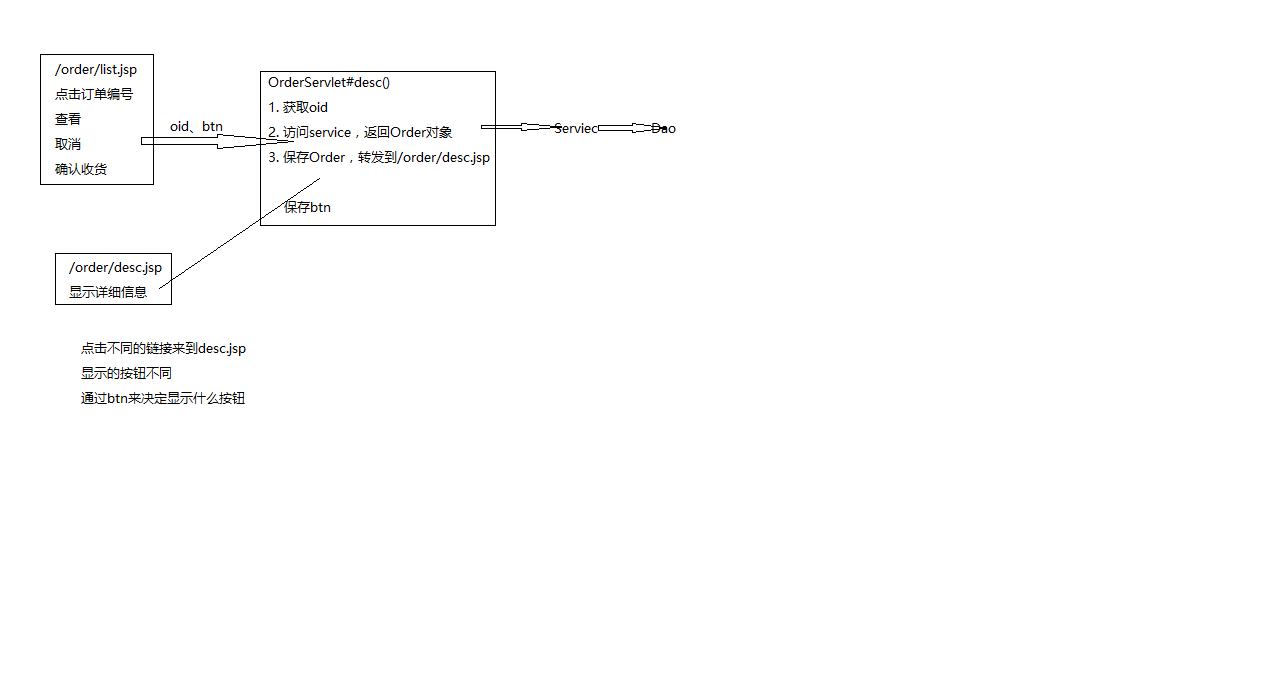 /order/list.jsp
点击订单编号
查看
取消
确认收货
oid、btn
OrderServlet#desc()
1. 获取oid
2. 访问service，返回Order对象
3. 保存Order，转发到/order/desc.jsp
保存btn
Serviec
Dao
/order/desc.jsp
显示详细信息
点击不同的链接来到desc.jsp
显示的按钮不同
通过btn来决定显示什么按钮